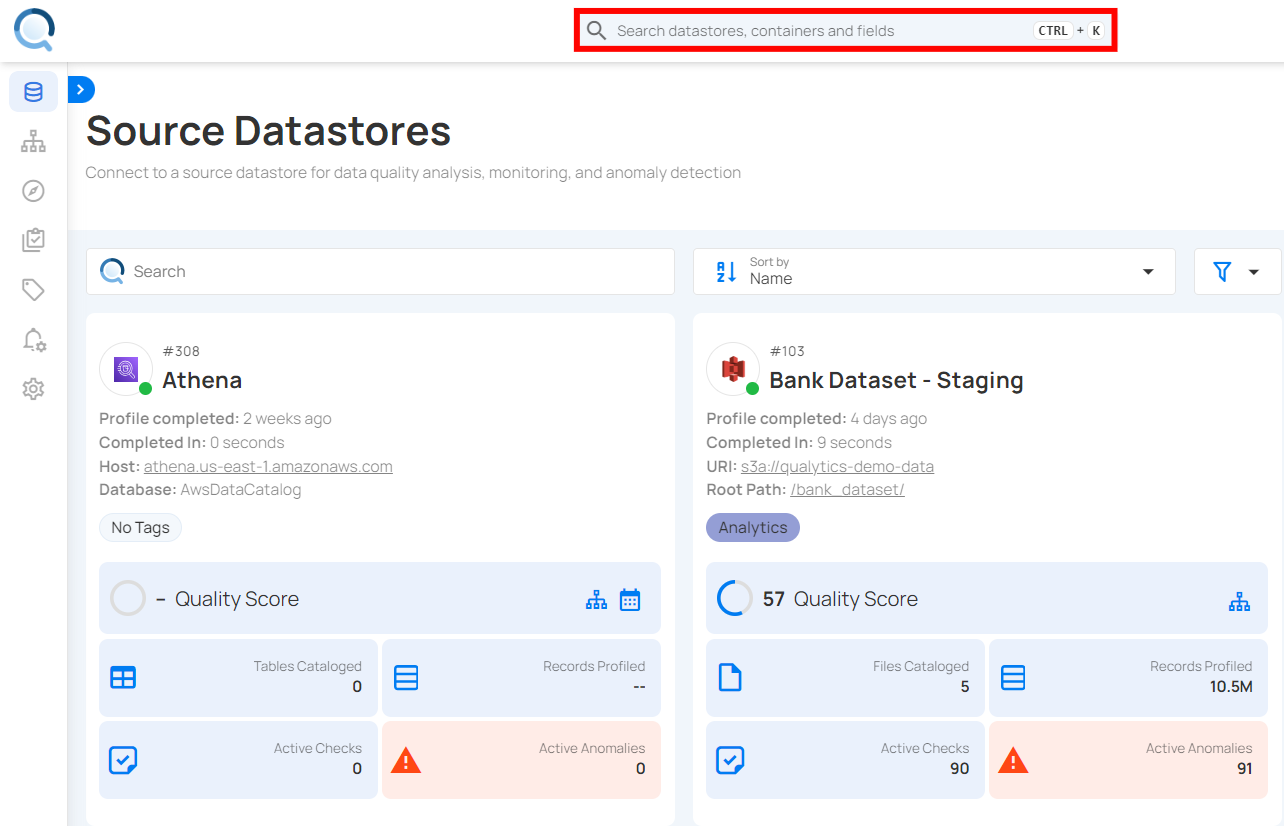 Search datastores, containers and fields CTRL + K
Source Datastores
Connect to a source datastore for data quality analysis, monitoring, and anomaly detection
Search
Sort by
Name
#308
Athena
Profile completed: 2 weeks ago
Completed In: 0 seconds
Host: athena.us-east-1.amazonaws.com
Database: AwsDataCatalog
No Tags
– Quality Score
Tables Cataloged
0
Records Profiled
--
Active Checks
0
Active Anomalies
0
#103
Bank Dataset - Staging
Profile completed: 4 days ago
Completed In: 9 seconds
URI: s3a://qualytics-demo-data
Root Path: /bank_dataset/
Analytics
57 Quality Score
Files Cataloged
5
Records Profiled
10.5M
Active Checks
90
Active Anomalies
91